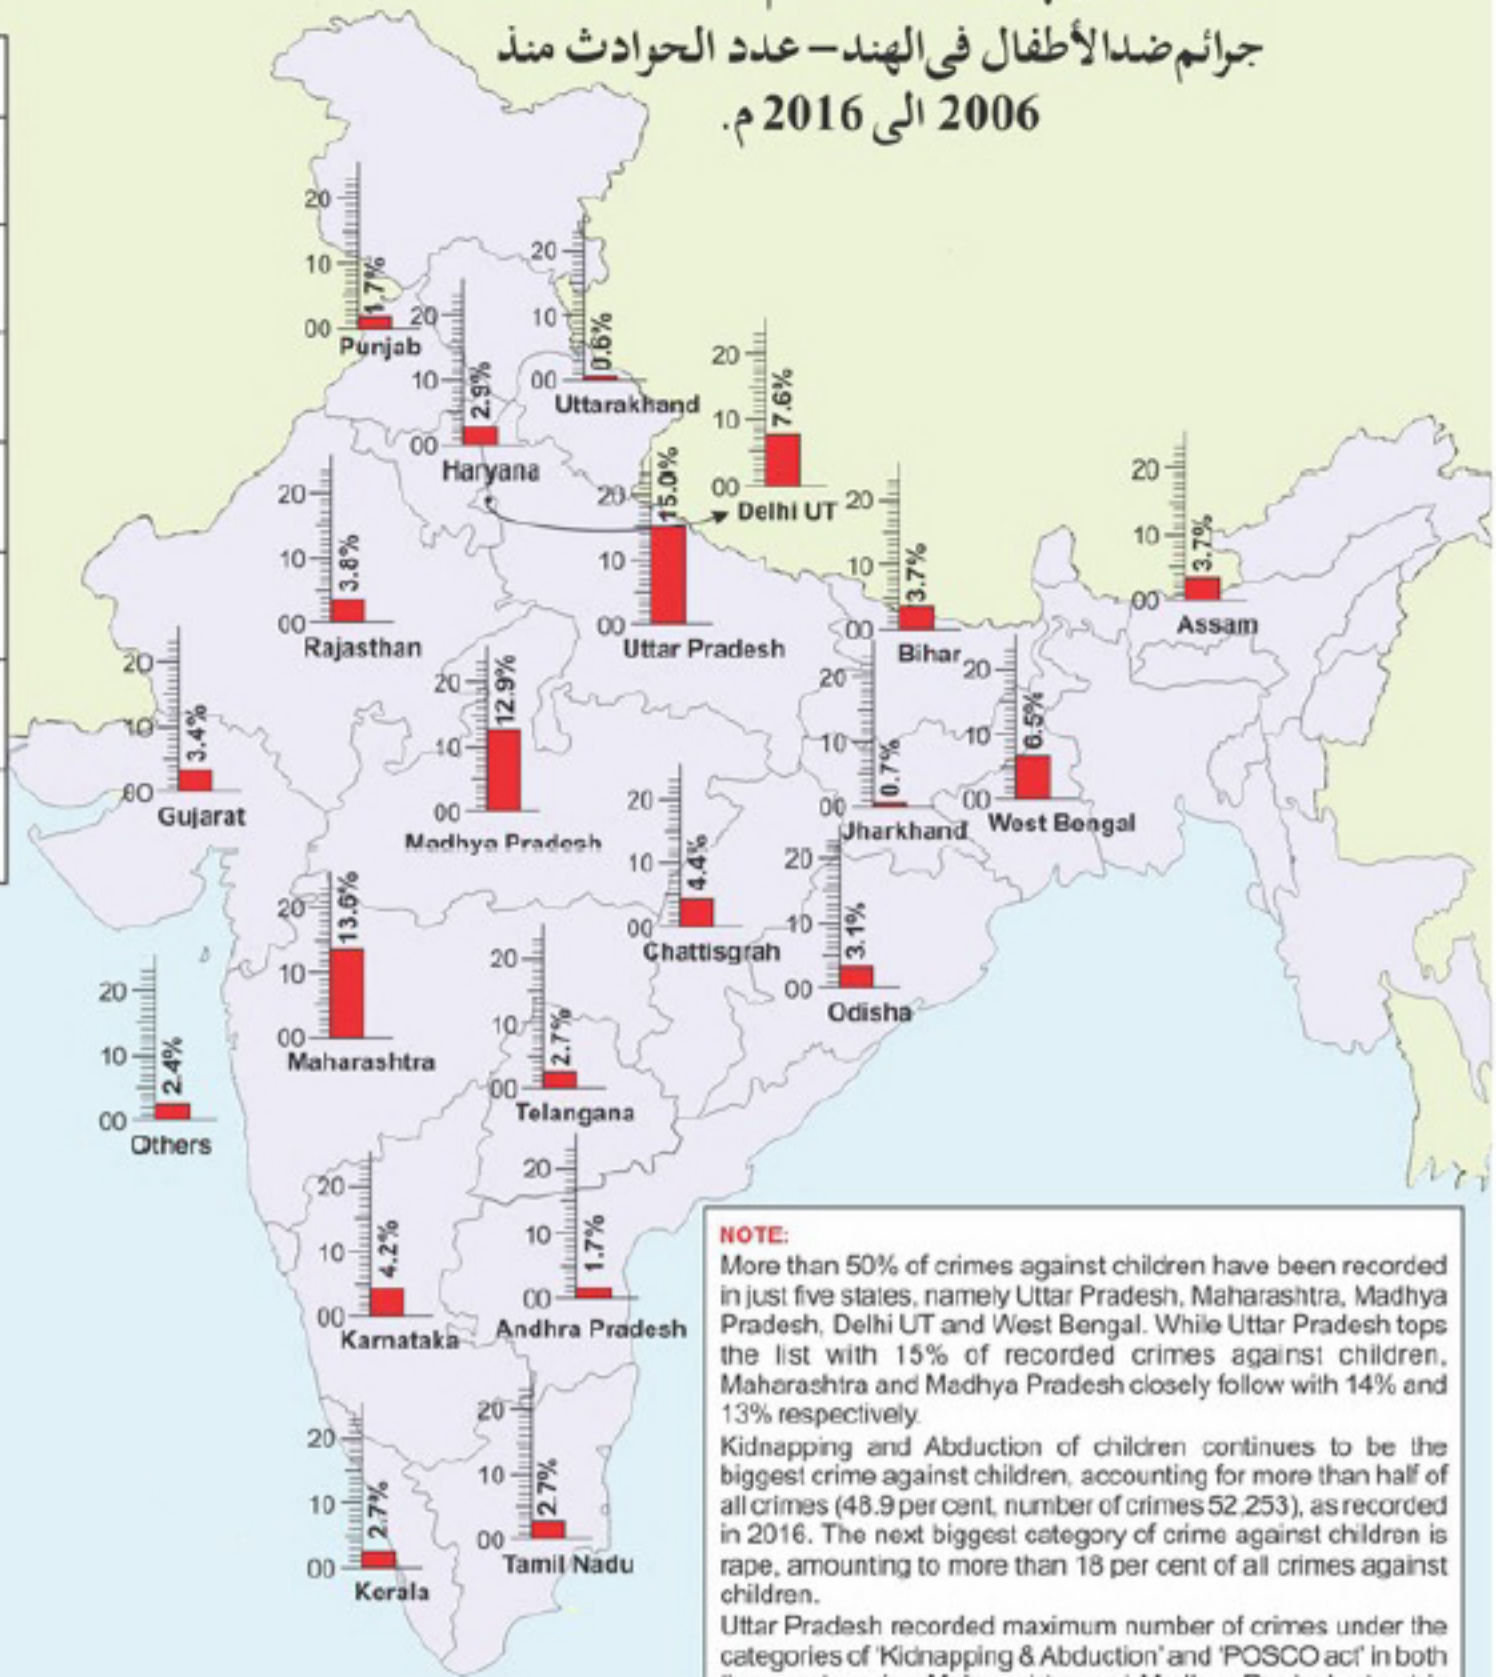 جرائم ضدالأطفال فى الهند– عدد الحوادث منذ
2006 الى 2016 م.
20
10
00
1.7%
Punjab
20
10
00
2.9%
Haryana
20
10
00
0.6%
Uttarakhand
20
10
00
7.6%
Delhi UT
20
10
00
3.8%
Rajasthan
20
10
00
15.0%
Uttar Pradesh
20
10
00
3.7%
Bihar
20
10
00
3.7%
Assam
20
10
00
3.4%
Gujarat
20
10
00
12.9%
Madhya Pradesh
20
10
00
0.7%
Jharkhand
20
10
00
6.5%
West Bengal
20
10
00
4.4%
Chattisgrah
20
10
00
3.1%
Odisha
20
10
00
13.6%
Maharashtra
20
10
00
2.7%
Telangana
20
10
00
2.4%
Others
20
10
00
4.2%
Karnataka
20
10
00
1.7%
Andhra Pradesh
20
10
00
2.7%
Kerala
20
10
00
2.7%
Tamil Nadu
NOTE:
More than 50% of crimes against children have been recorded
in just five states, namely Uttar Pradesh, Maharashtra, Madhya
Pradesh, Delhi UT and West Bengal. While Uttar Pradesh tops
the list with 15% of recorded crimes against children,
Maharashtra and Madhya Pradesh closely follow with 14% and
13% respectively.
Kidnapping and Abduction of children continues to be the
biggest crime against children, accounting for more than half of
all crimes (48.9 per cent, number of crimes 52,253), as recorded
in 2016. The next biggest category of crime against children is
rape, amounting to more than 18 per cent of all crimes against
children.
Uttar Pradesh recorded maximum number of crimes under the
categories of 'Kidnapping & Abduction' and 'POSCO act' in both